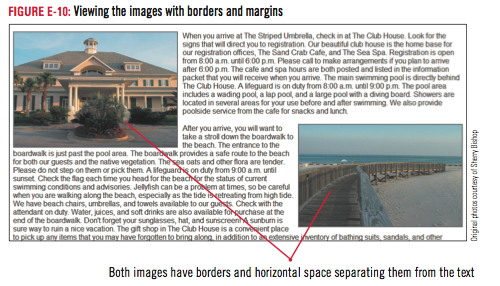 FIGURE E-10: Viewing the images with borders and margins
When you arrive at The Striped Umbrella, check in at The Club House. Look for the
signs that will direct you to registration. Our beautiful club house is the home base for
our registration offices, The Sand Crab Cafe, and The Sea Spa. Registration is open
from 8:00 a.m. until 6:00 p.m. Please call to make arrangements if you plan to arrive
after 6:00 p.m. The cafe and spa hours are both posted and listed in the information
packet that you will receive when you arrive. The main swimming pool is directly behind
The Club House. A lifeguard is on duty from 8:00 a.m. until 9:00 p.m. The pool area
includes a wading pool, a lap pool, and a large pool with a diving board. Showers are
located in several areas for your use before and after swimming. We also provide
poolside service from the cafe for snacks and lunch.
After you arrive, you will want to
take a stroll down the boardwalk to
the beach. The entrance to the
boardwalk is just past the pool area. The boardwalk provides a safe route to the beach
for both our guests and the native vegetation. The sea oats and other flora are tender.
Please do not step on them or pick them. A lifeguard is on duty from 9:00 a.m. until
sunset. Check the flag each time you head for the beach for the status of current
swimming conditions and advisories. Jellyfish can be a problem at times, so be careful
when you are walking along the beach, especially as the tide is retreating from high tide.
We have beach chairs, umbrellas, and towels available to our guests. Check with the
attendant on duty. Water, juices, and soft drinks are also available for purchase at the
end of the boardwalk. Don't forget your sunglasses, hat, and sunscreen! A sunburn is
sure way to ruin a nice vacation. The gift shop in The Club House is a convenient place
to pick up any items that you may have forgotten to bring along, in addition to an extensive inventory of bathing suits, sandals, and other
Original photos courtesy of Sherry Bishop
Both images have borders and horizontal space separating them from the text